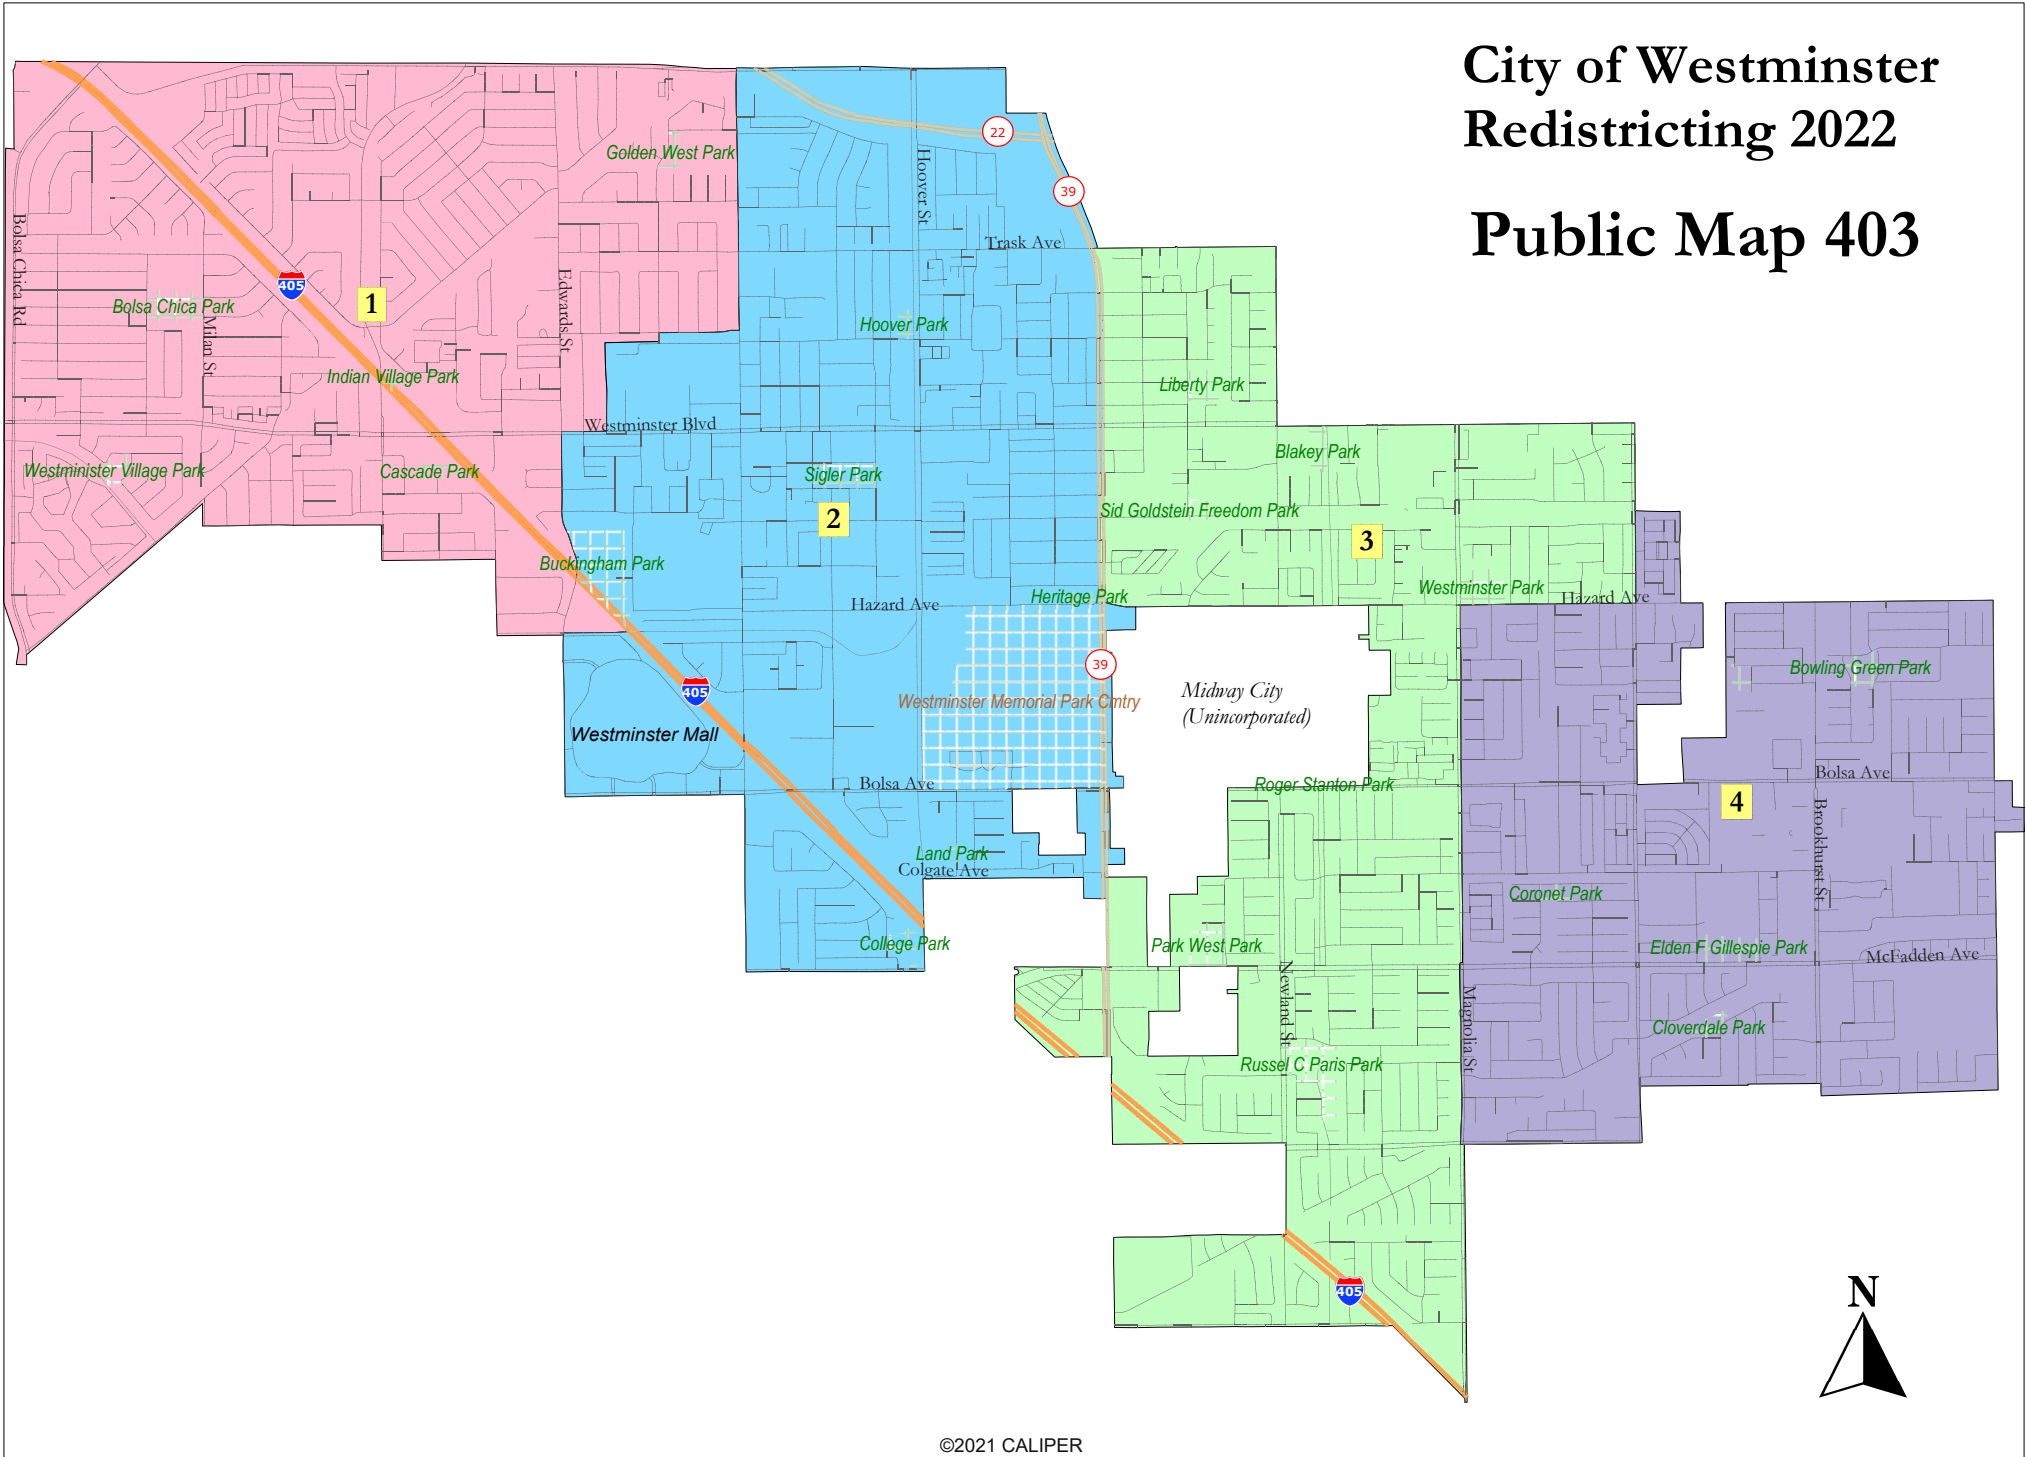 City of Westminster
Redistricting 2022
Public Map 403
22
39
Golden West Park
Hoover St
Trask Ave
Bolsa Chica Rd
405
1
Bolsa Chica Park
Milan St
Edwards St
Hoover Park
Indian Village Park
Liberty Park
Westminster Blvd
Blakey Park
Westminister Village Park
Cascade Park
Sigler Park
2
Sid Goldstein Freedom Park
3
Buckingham Park
Westminster Park
Hazard Ave
Heritage Park
Hazard Ave
39
Bowling Green Park
405
Midway City
(Unincorporated)
Westminster Memorial Park Cmtry
Westminster Mall
Bolsa Ave
Bolsa Ave
Roger Stanton Park
4
Brookhurst St
Land Park
Colgate Ave
Coronet Park
College Park
Park West Park
Elden F Gillespie Park
McFadden Ave
Newland St
Magnolia St
Cloverdale Park
Russel C Paris Park
405
N
©2021 CALIPER